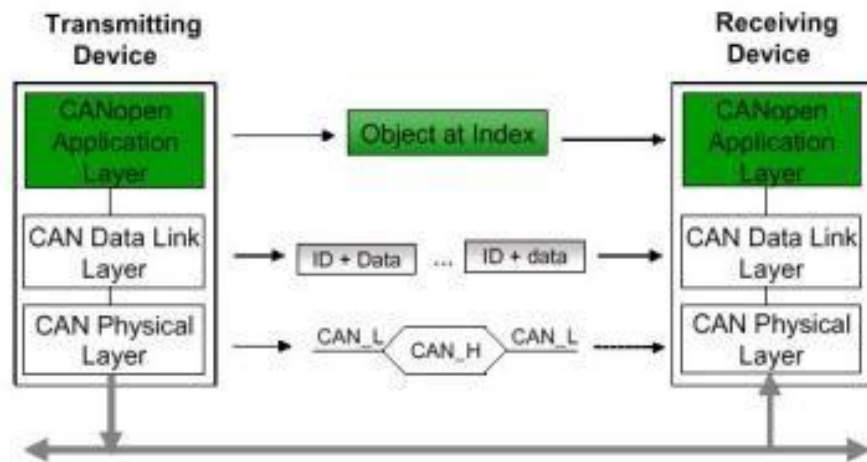 Transmitting
Device
Receiving
Device
CANopen
Application
Layer
Object at Index
CANopen
Application
Layer
CAN Data Link
Layer
ID + Data
...
ID + data
CAN Data Link
Layer
CAN Physical
Layer
CAN_L
CAN_H
CAN_L
CAN Physical
Layer